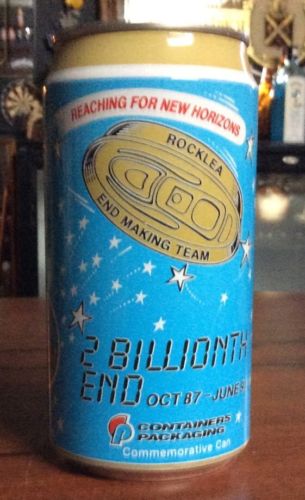 REACHING FOR NEW HORIZONS
ROCKLEA
END MAKING TEAM
2 BILLIONTH
END OCT 87 - JUNE
CONTAINERS
PACKAGING
Commemorative Can